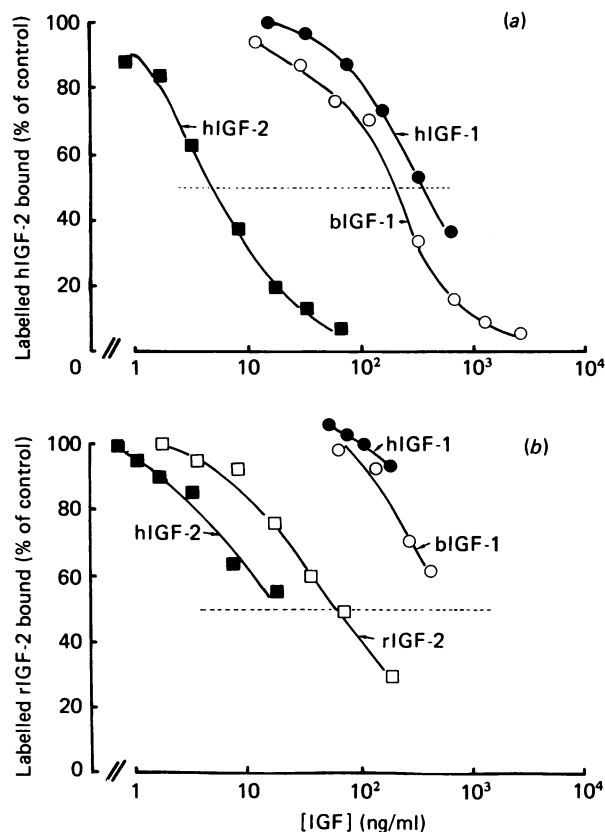 (a)
Labelled hIGF-2 bound (% of control)
100
80
60
40
20
0
hIGF-2
hIGF-1
bIGF-1
1
10
10²
10³
10⁴
(b)
Labelled rIGF-2 bound (% of control)
100
80
60
40
20
0
hIGF-1
hIGF-2
bIGF-1
rIGF-2
1
10
10²
10³
10⁴
[IGF] (ng/ml)